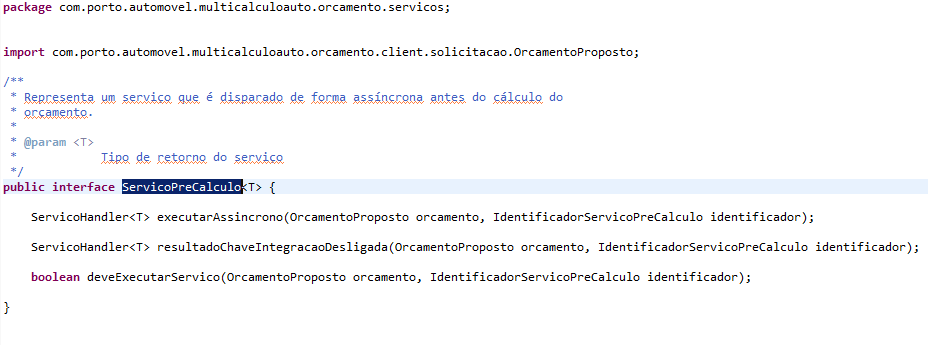 package com.porto.automovel.multicalculoauto.orcamento.servicos;
import com.porto.automovel.multicalculoauto.orcamento.client.solicitacao.OrcamentoProposto;
/**
 * Representa um servico que é disparado de forma assíncrona antes do cálculo do
 * orçamento.
 *
 * @param <T>
 *            Tipo de retorno do servico
 */
public interface ServicoPreCalculo<T> {
    ServicoHandler<T> executarAssincrono(OrcamentoProposto orcamento, IdentificadorServicoPreCalculo identificador);
    ServicoHandler<T> resultadoChaveIntegracaoDesligada(OrcamentoProposto orcamento, IdentificadorServicoPreCalculo identificador);
    boolean deveExecutarServico(OrcamentoProposto orcamento, IdentificadorServicoPreCalculo identificador);
}